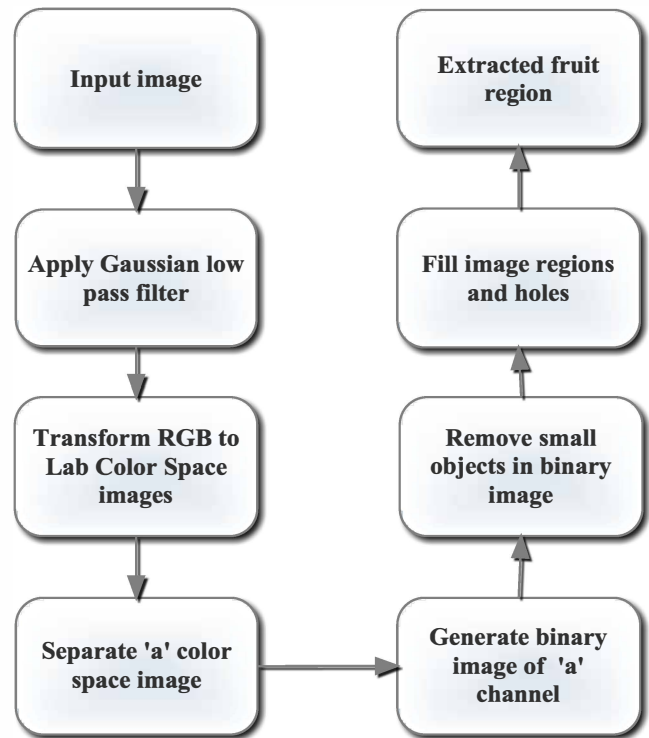 Input image
Apply Gaussian low
pass filter
Transform RGB to
Lab Color Space
images
Separate 'a' color
space image
Generate binary
image of 'a'
channel
Remove small
objects in binary
image
Fill image regions
and holes
Extracted fruit
region